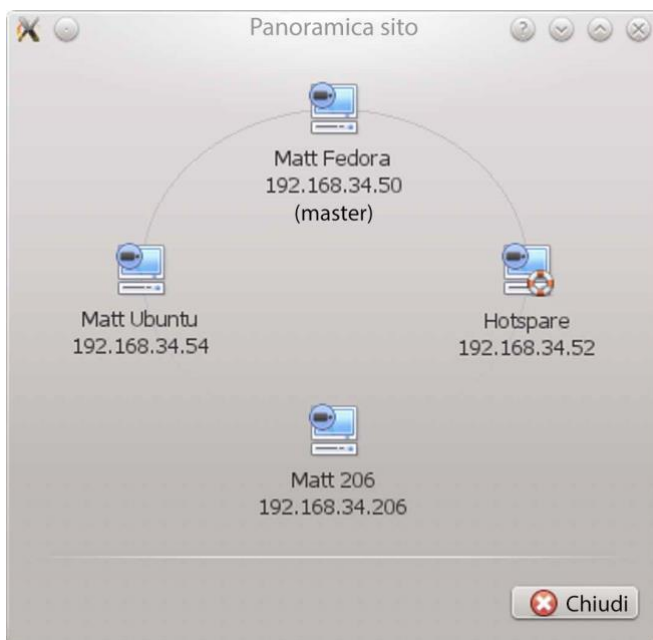 Panoramica sito
Matt Fedora
192.168.34.50
(master)
Matt Ubuntu
192.168.34.54
Hotspare
192.168.34.52
Matt 206
192.168.34.206
Chiudi